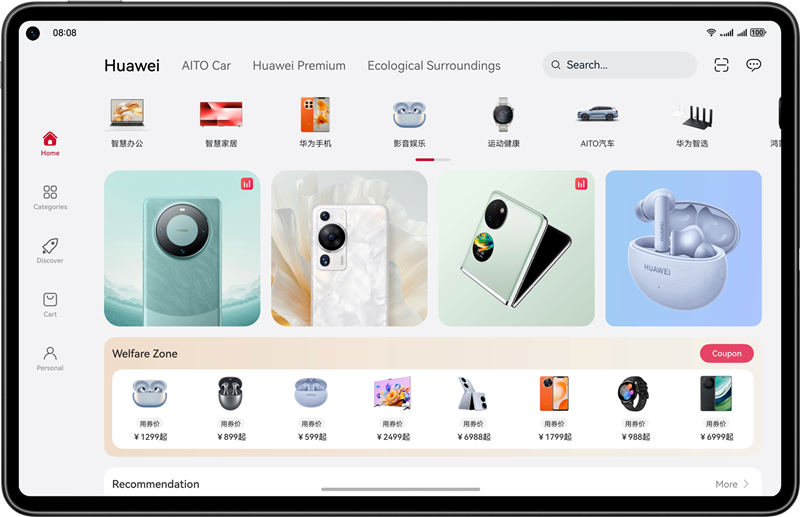 08:08
100
Huawei AITO Car Huawei Premium Ecological Surroundings Search...
智慧办公 智慧家居 华为手机 影音娱乐 运动健康 AITO汽车 华为智选
Home
Categories
Discover
Cart
Personal
HUAWEI
Welfare Zone Coupon
用券价 用券价 用券价 用券价 用券价 用券价 用券价 用券价
¥1299起 ¥899起 ¥599起 ¥2499起 ¥6988起 ¥1799起 ¥988起 ¥6999起
Recommendation More